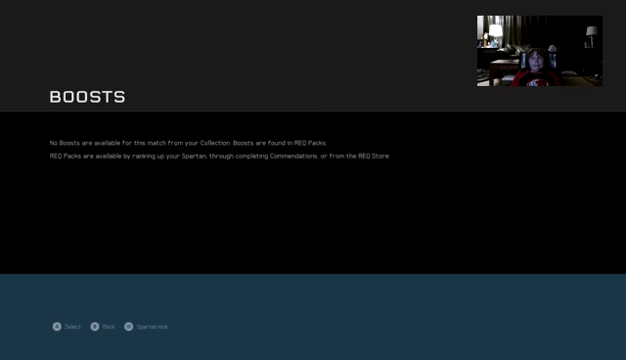 BOOSTS
No Boosts are available for this match from your Collection. Boosts are found in REQ Packs.
REQ Packs are available by ranking up your Spartan, through completing Commendations, or from the REQ Store.
A Select B Back Spartan Hub